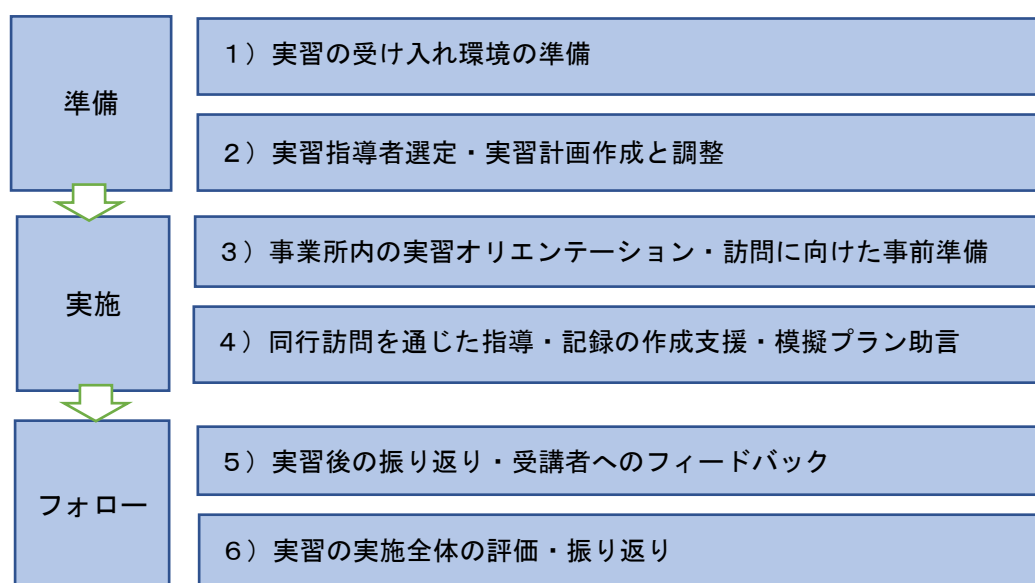 準備
１）実習の受け入れ環境の準備
２）実習指導者選定・実習計画作成と調整
実施
３）事業所内の実習オリエンテーション・訪問に向けた事前準備
４）同行訪問を通じた指導・記録の作成支援・模擬プラン助言
フォロー
５）実習後の振り返り・受講者へのフィードバック
６）実習の実施全体の評価・振り返り